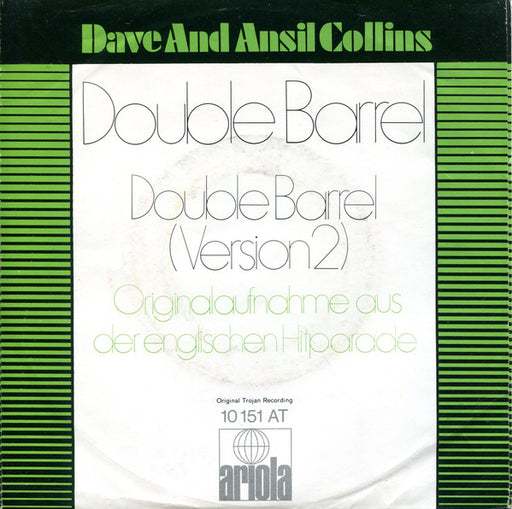 Dave And Ansil Collins
Double Barrel
Double Barrel
(Version 2)
Originalaufnahme aus
der englischen Hitparade
Original Trojan Recording
10 151 AT
ariola